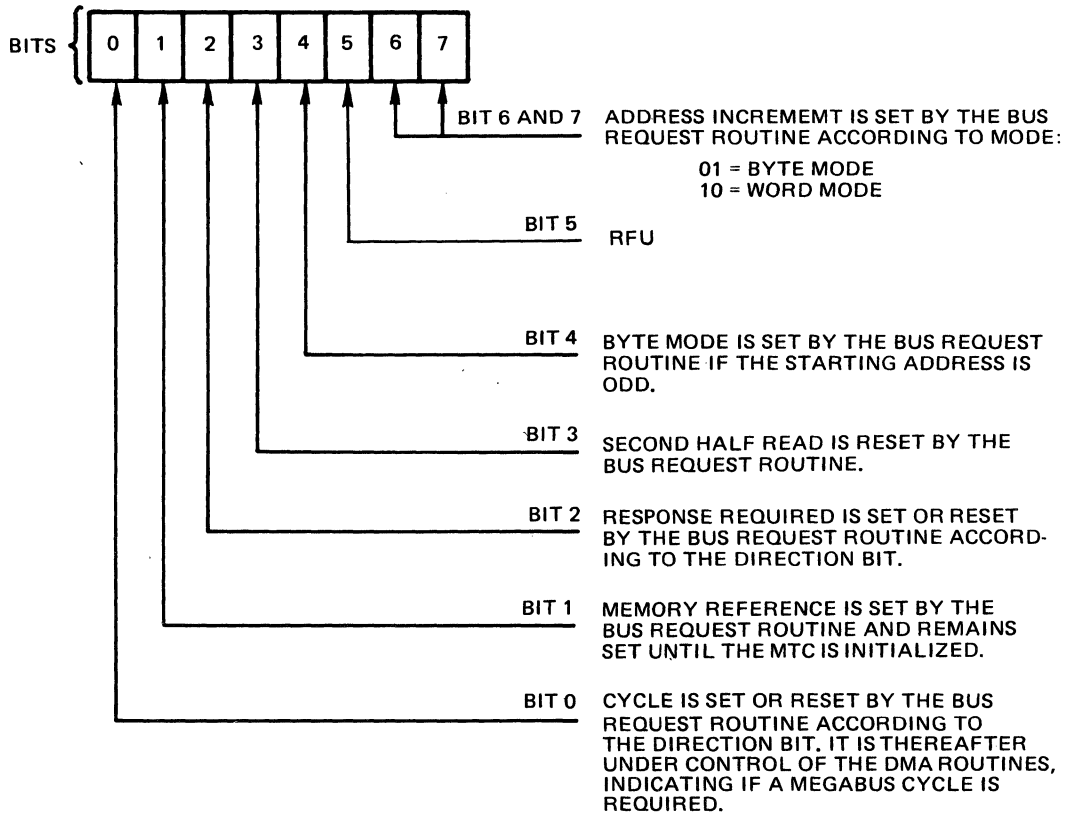 BITS 0 1 2 3 4 5 6 7
BIT 6 AND 7 ADDRESS INCREMEMT IS SET BY THE BUS
REQUEST ROUTINE ACCORDING TO MODE:
01 = BYTE MODE
10 = WORD MODE
BIT 5 RFU
BIT 4 BYTE MODE IS SET BY THE BUS REQUEST
ROUTINE IF THE STARTING ADDRESS IS
ODD.
BIT 3 SECOND HALF READ IS RESET BY THE
BUS REQUEST ROUTINE.
BIT 2 RESPONSE REQUIRED IS SET OR RESET
BY THE BUS REQUEST ROUTINE ACCORD-
ING TO THE DIRECTION BIT.
BIT 1 MEMORY REFERENCE IS SET BY THE
BUS REQUEST ROUTINE AND REMAINS
SET UNTIL THE MTC IS INITIALIZED.
BIT 0 CYCLE IS SET OR RESET BY THE BUS
REQUEST ROUTINE ACCORDING TO
THE DIRECTION BIT. IT IS THEREAFTER
UNDER CONTROL OF THE DMA ROUTINES,
INDICATING IF A MEGABUS CYCLE IS
REQUIRED.